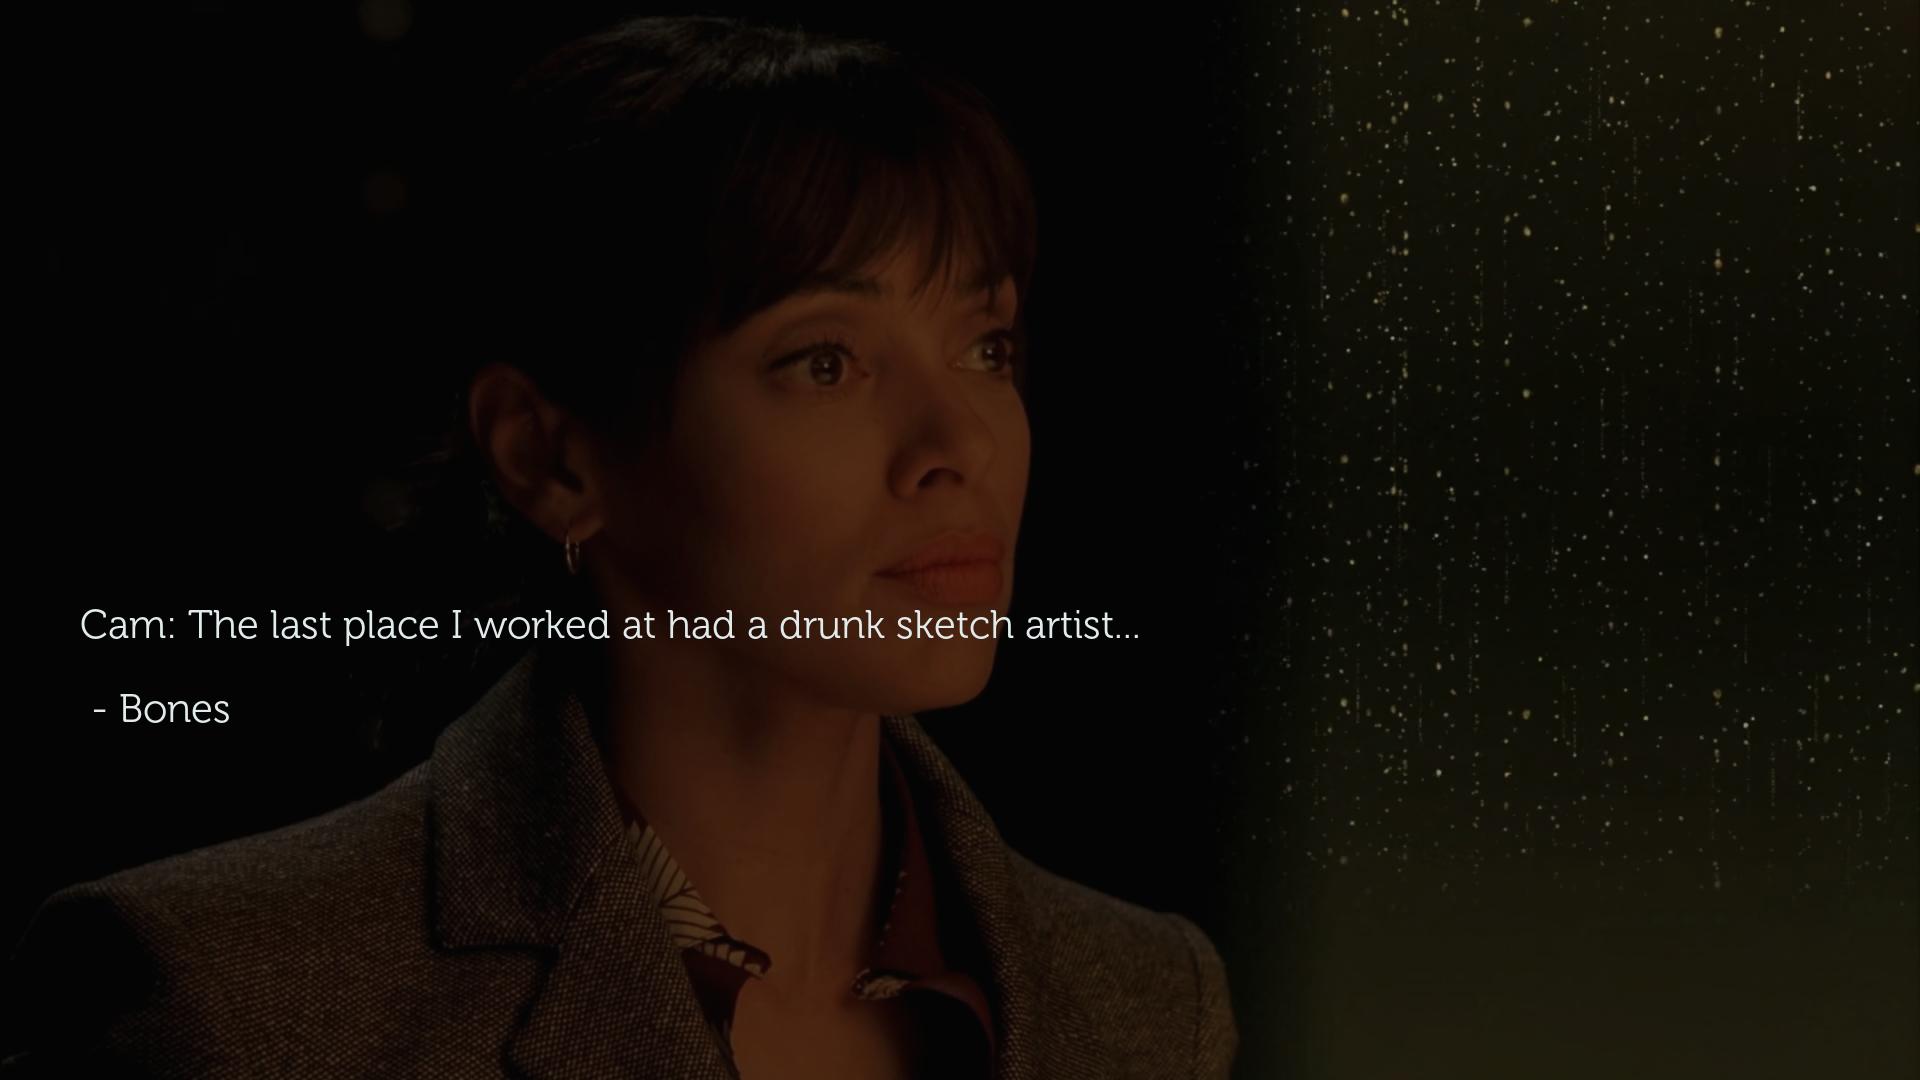 Cam: The last place I worked at had a drunk sketch artist...
- Bones